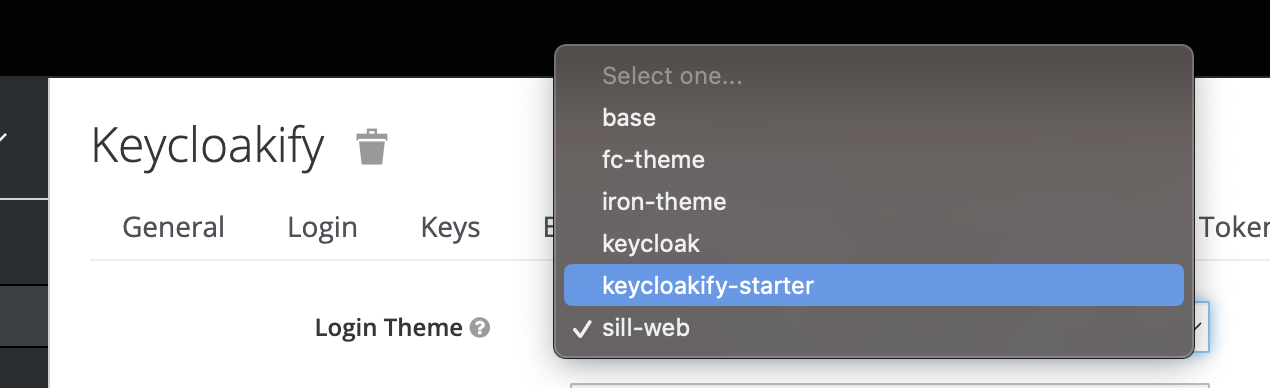 Select one...
base
Keycloakify
fc-theme
iron-theme
General Login Keys
keycloak
keycloakify-starter
Login Theme
sill-web